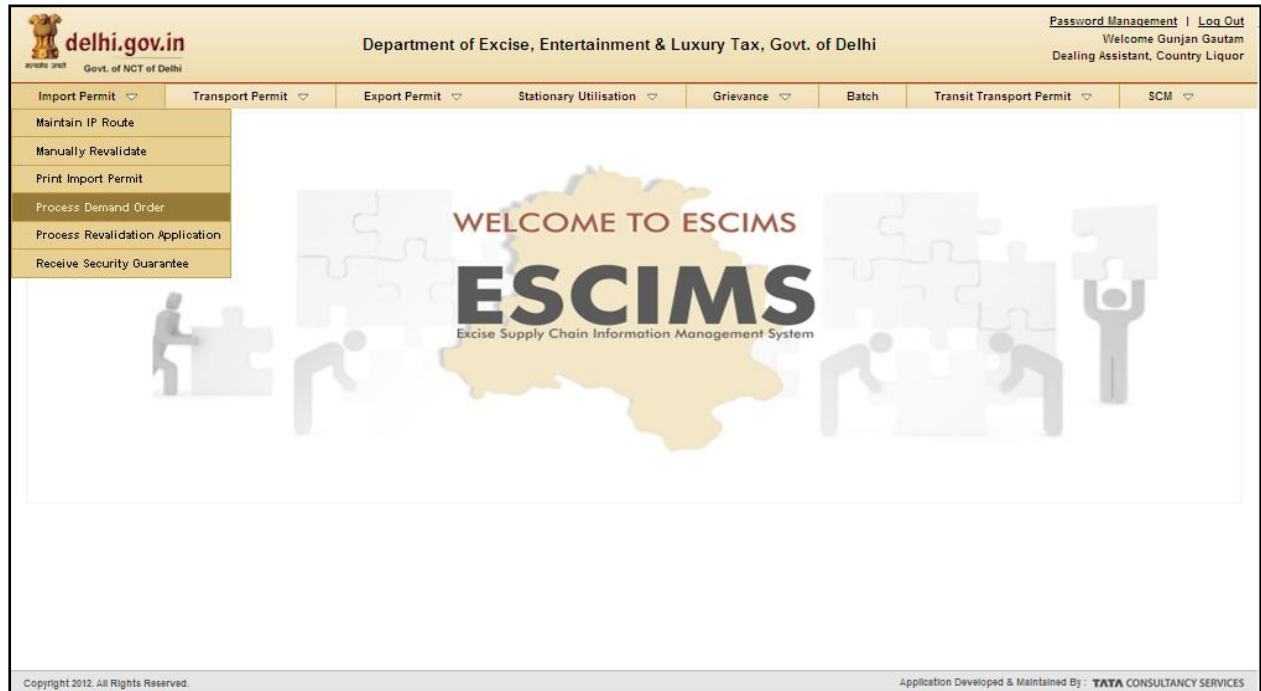 Password Management | Log Out
delhi.gov.in
Department of Excise, Entertainment & Luxury Tax, Govt. of Delhi
Welcome Gunjan Gautam
Dealing Assistant, Country Liquor
सत्यमेव जयते
Govt. of NCT of Delhi
Import Permit Transport Permit Export Permit Stationary Utilisation Grievance Batch Transit Transport Permit SCM
Maintain IP Route
Manually Revalidate
Print Import Permit
Process Demand Order
Process Revalidation Application
Receive Security Guarantee
WELCOME TO ESCIMS
ESCIMS
Excise Supply Chain Information Management System
Copyright 2012. All Rights Reserved.
Application Developed & Maintained By : TATA CONSULTANCY SERVICES